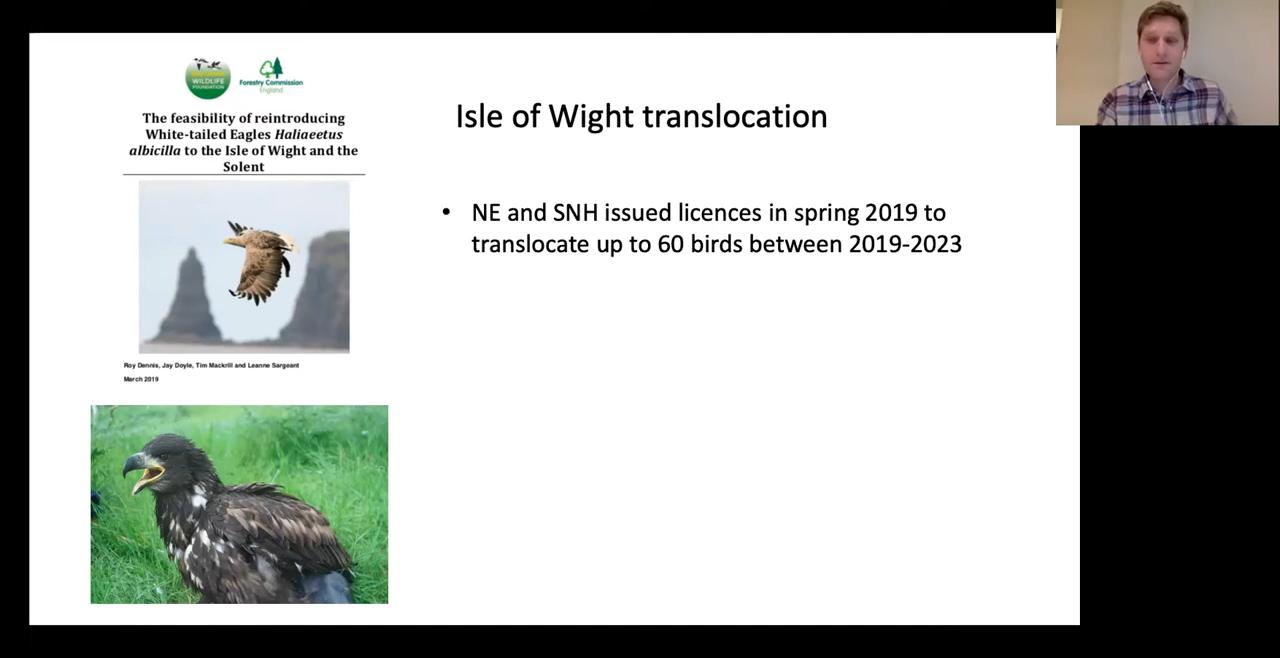 WILDLIFE
FOUNDATION
Forestry Commission
England
The feasibility of reintroducing
White-tailed Eagles Haliaeetus
albicilla to the Isle of Wight and the
Solent
Roy Dennis, Jay Doyle, Tim Mackrill and Leanne Sargeant
March 2019
Isle of Wight translocation
• NE and SNH issued licences in spring 2019 to
translocate up to 60 birds between 2019-2023